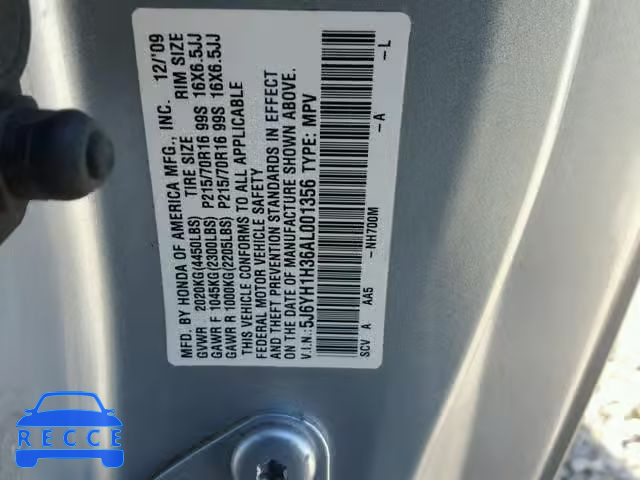 MFD. BY HONDA OF AMERICA MFG., INC. 12/'09
GVWR 2020KG(4450LBS) TIRE SIZE RIM SIZE
GAWR F 1045KG(2300LBS) P215/70R16 99S 16X6.5JJ
GAWR R 1000KG(2205LBS) P215/70R16 99S 16X6.5JJ
THIS VEHICLE CONFORMS TO ALL APPLICABLE
FEDERAL MOTOR VEHICLE SAFETY
AND THEFT PREVENTION STANDARDS IN EFFECT
ON THE DATE OF MANUFACTURE SHOWN ABOVE.
V.I.N.: 5J6YH1H36AL001356 TYPE: MPV
SCV A AA5 -NH700M -A -L
RECCE